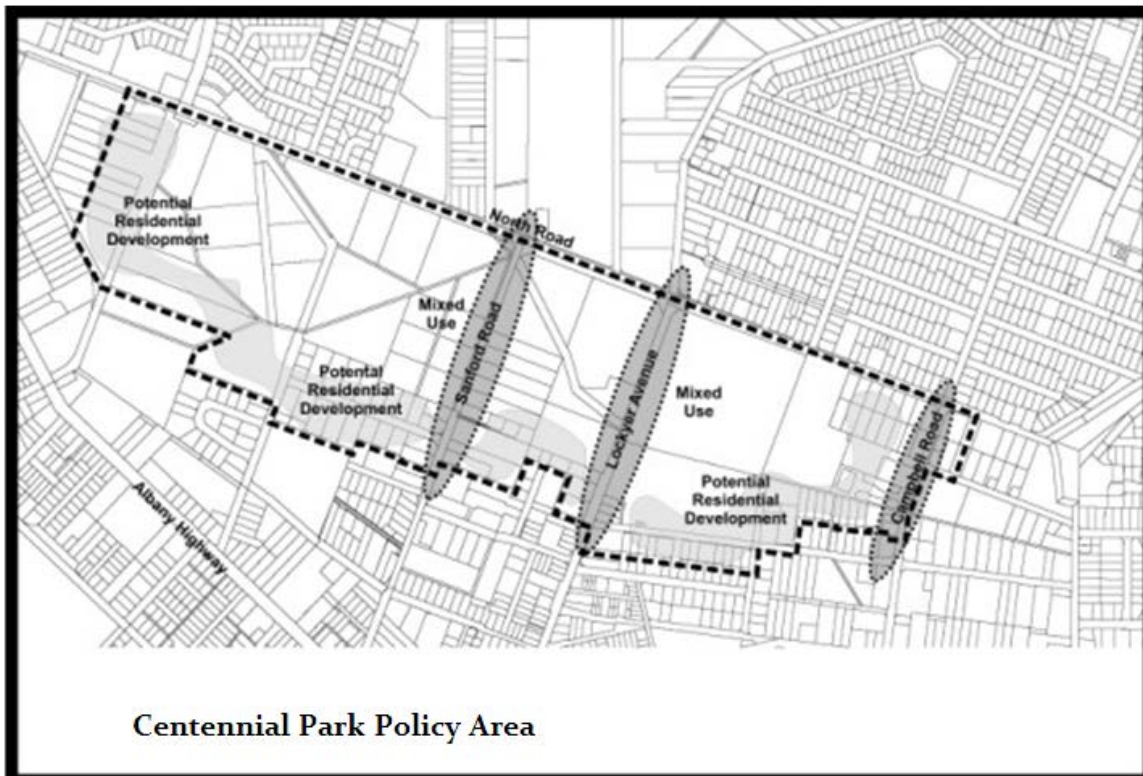 Potential
Residential
Development
North Road
Mixed
Use
Sanford Road
Potental
Residential
Development
Lockyer Avenue
Mixed
Use
Campbell Road
Potential
Residential
Development
Albany Highway
Centennial Park Policy Area